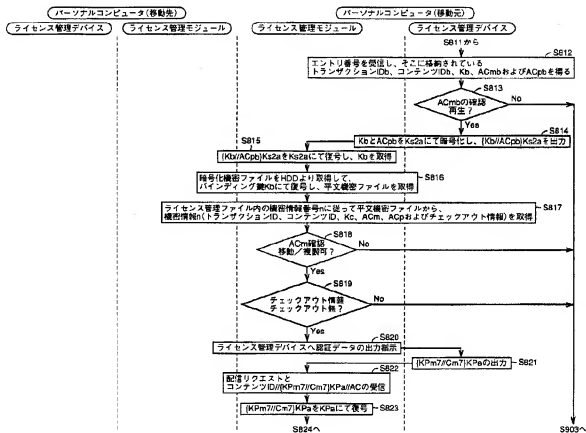 パーソナルコンピュータ(移動先)
パーソナルコンピュータ(移動元)
ライセンス管理デバイス
ライセンス管理モジュール
ライセンス管理モジュール
ライセンス管理デバイス
S811から
S812
エントリ番号を受信し、そこに格納されている
トランザクションIDb、コンテンツIDb、Kb、ACmbおよびACpbを得る
S813
ACmbの確認
再生?
No
Yes
S814
KbとACpbをKs2aにて暗号化し、{Kb//ACpb}Ks2aを出力
S815
{Kb//ACpb}Ks2aをKs2aにて復号し、Kbを取得
S816
暗号化機密ファイルをHDDより取得して、
バインディング鍵Kbにて復号し、平文機密ファイルを取得
S817
ライセンス管理ファイル内の機密情報番号nに従って平文機密ファイルから、
機密情報n(トランザクションID、コンテンツID、Kc、ACm、ACpおよびチェックアウト情報)を取得
S818
ACm確認
移動/複製可?
No
Yes
S819
チェックアウト情報
チェックアウト無?
No
Yes
S820
ライセンス管理デバイスへ認証データの出力指示
{KPm7//Cm7}KPaの出力
S821
S822
配信リクエストと
コンテンツID//{KPm7//Cm7}KPa//ACの受信
{KPm7//Cm7}KPaをKPaにて復号
S823
S824へ
S903へ